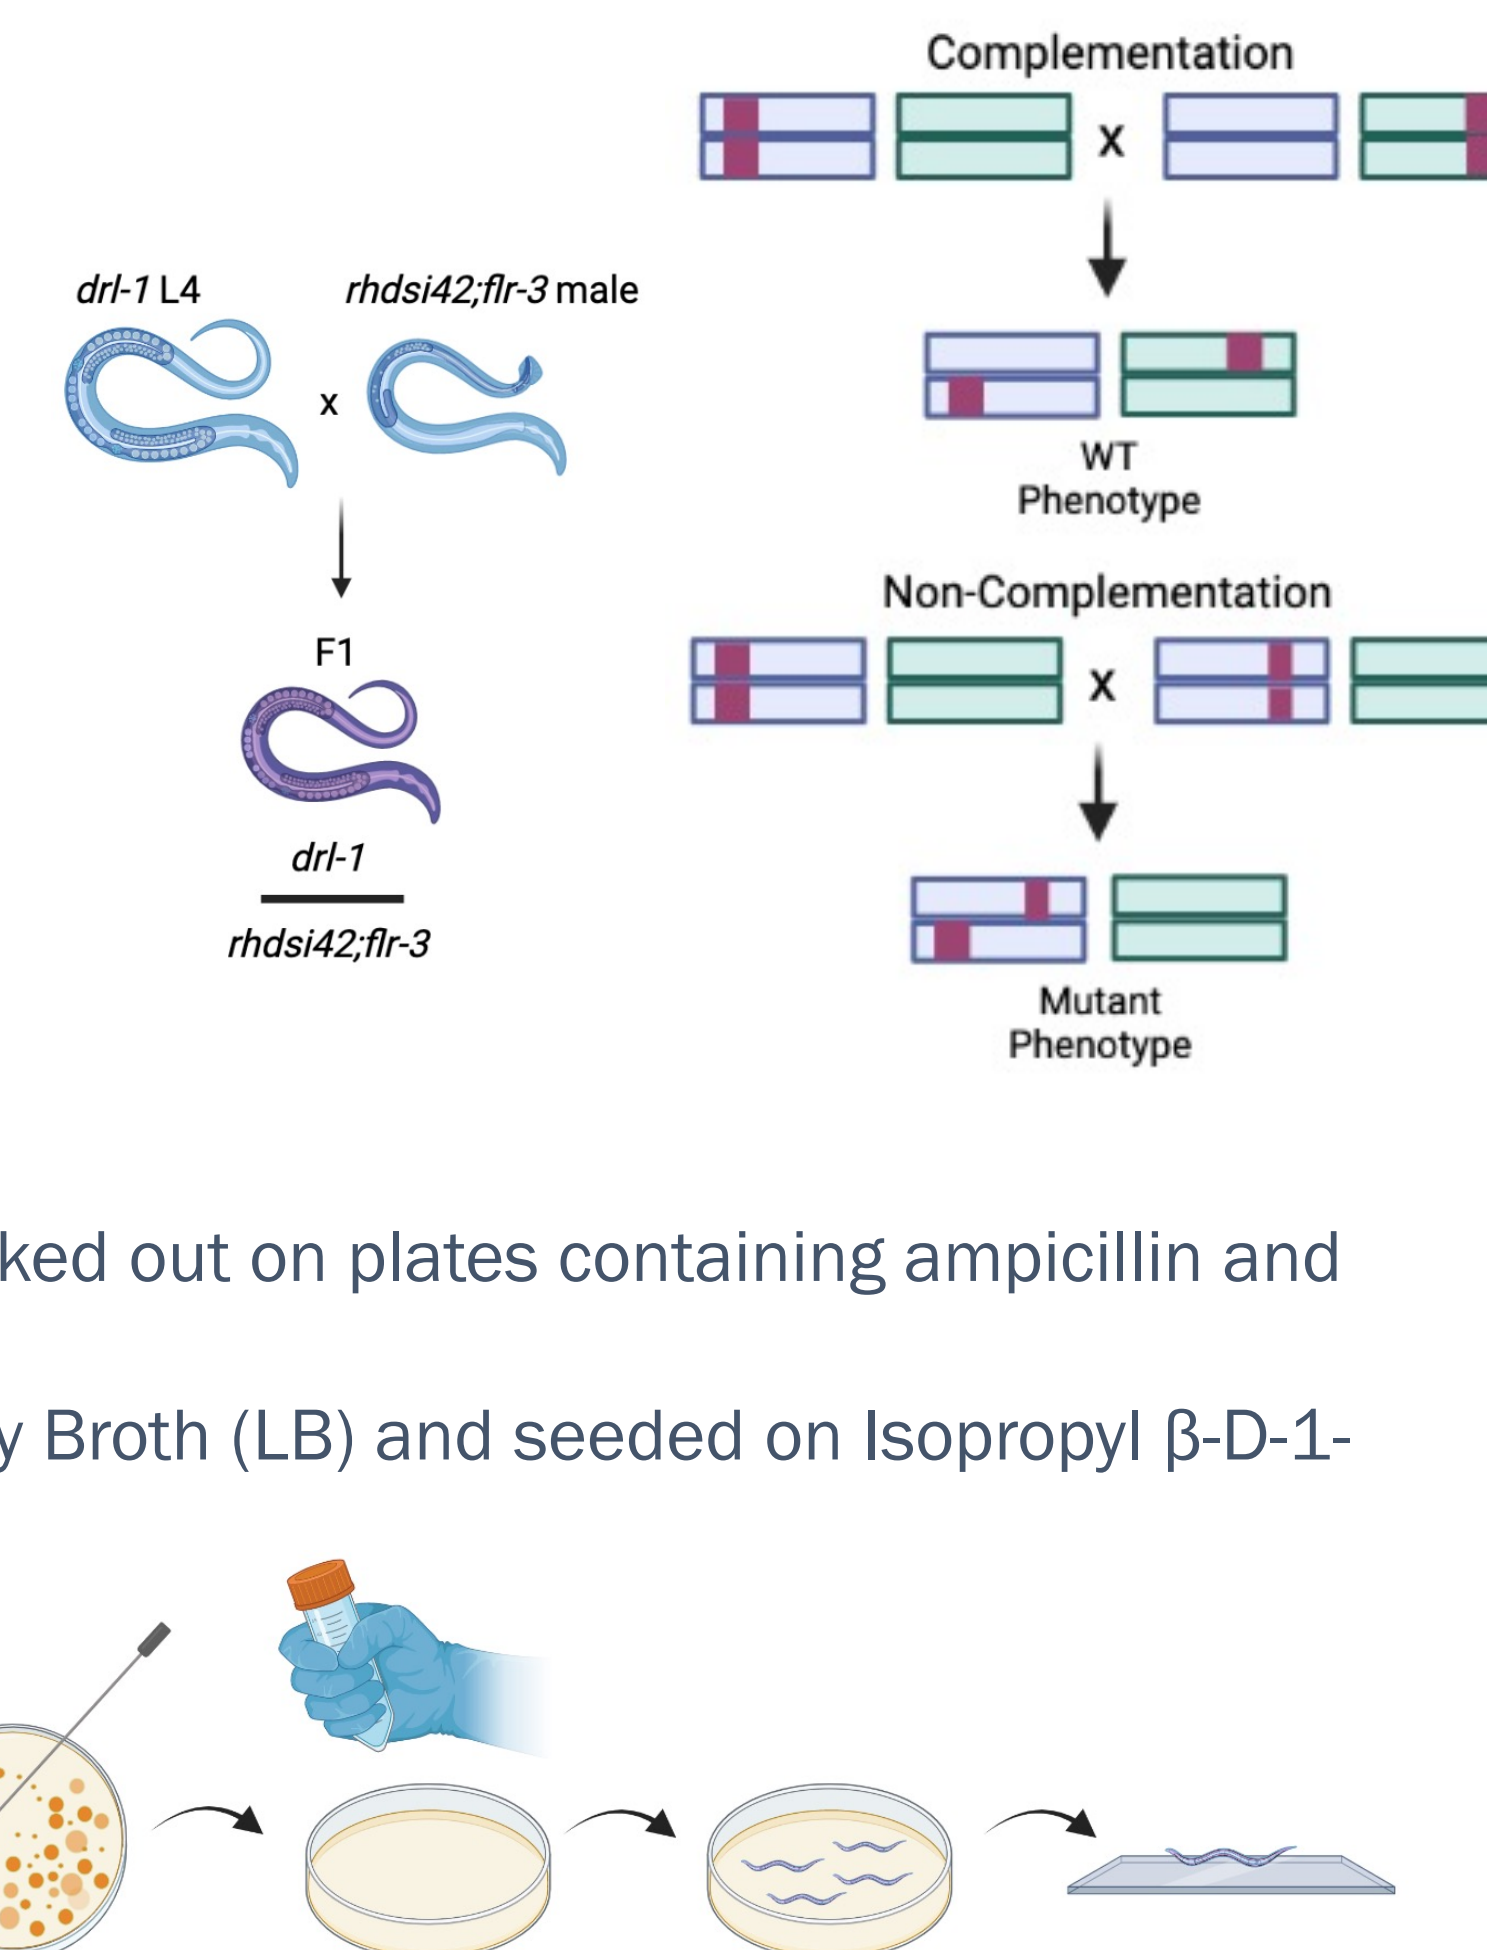 Complementation
x
drl-1 L4
rhdsi42;flr-3 male
x
WT
Phenotype
F1
drl-1
rhdsi42;flr-3
Non-Complementation
x
Mutant
Phenotype
ked out on plates containing ampicillin and
y Broth (LB) and seeded on Isopropyl β-D-1-